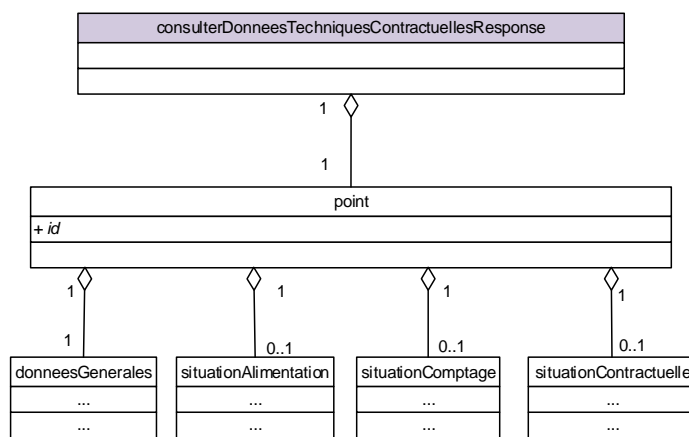 consulterDonneesTechniquesContractuellesResponse
1
1
point
+ id
1
1
1
1
1
0..1
0..1
0..1
donneesGenerales
situationAlimentation
situationComptage
situationContractuelle
...
...
...
...
...
...
...
...